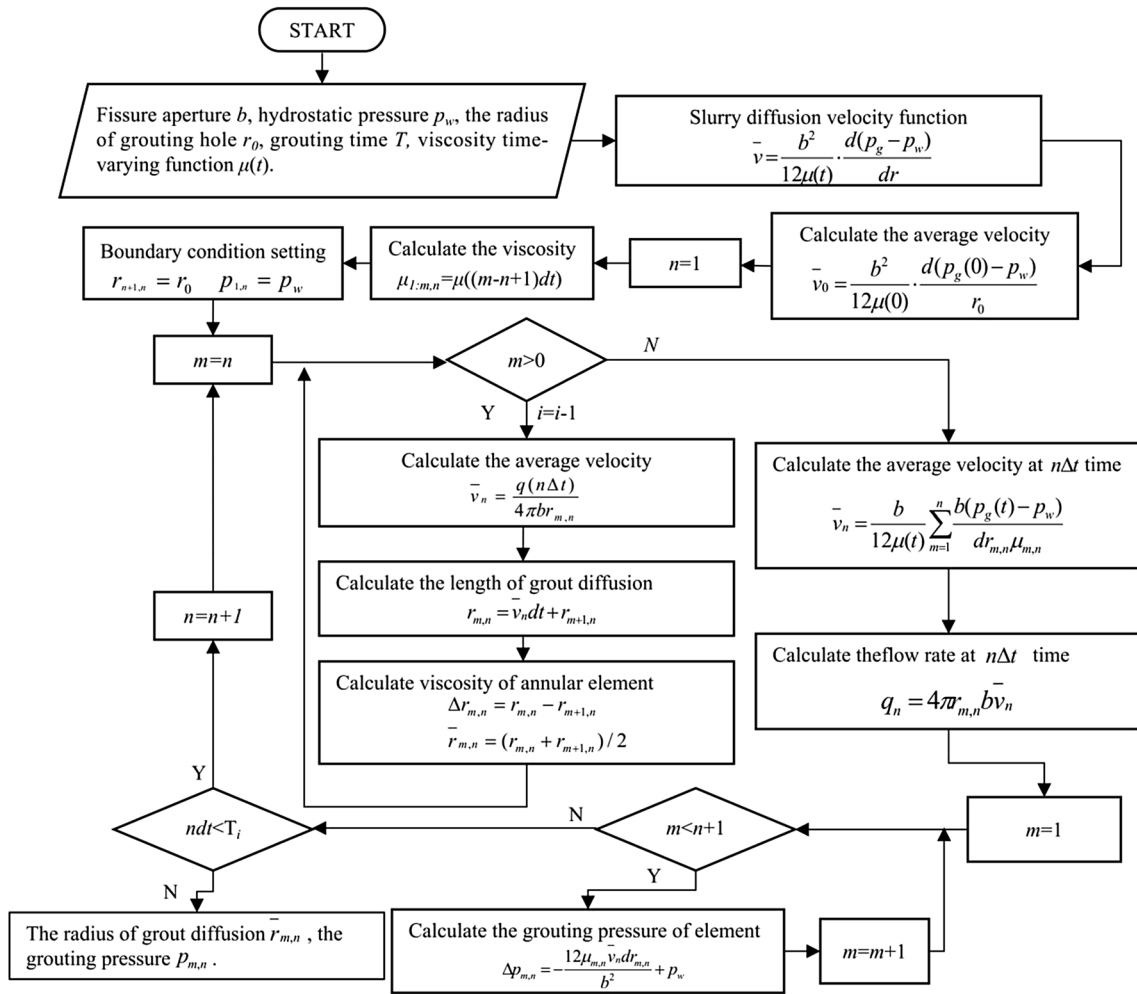 START
Fissure aperture b, hydrostatic pressure p_w, the radius
of grouting hole r_0, grouting time T, viscosity time-
varying function μ(t).
Slurry diffusion velocity function
v̄ = b²/12μ(t) · d(p_g − p_w)/dr
Calculate the average velocity
v̄_0 = b²/12μ(0) · d(p_g(0) − p_w)/r_0
n=1
Calculate the viscosity
μ_{1:m,n}=μ((m-n+1)dt)
Boundary condition setting
r_{n+1,n} = r_0 p_{1,n} = p_w
m=n
m>0
N
Y
i=i-1
Calculate the average velocity
v̄_n = q(nΔt)/4πbr_{m,n}
Calculate the length of grout diffusion
r_{m,n} = v̄_n dt + r_{m+1,n}
Calculate viscosity of annular element
Δr_{m,n} = r_{m,n} − r_{m+1,n}
r̄_{m,n} = (r_{m,n} + r_{m+1,n}) / 2
Calculate the average velocity at nΔt time
v̄_n = b/12μ(t) ∑_{m=1}^{n} b(p_g(t) − p_w)/dr_{m,n}μ_{m,n}
Calculate theflow rate at nΔt time
q_n = 4πr_{m,n}bv̄_n
m=1
m<n+1
N
Y
Calculate the grouting pressure of element
Δp_{m,n} = −12μ_{m,n}v̄_n dr_{m,n}/b² + p_w
m=m+1
ndt<T_i
Y
n=n+1
N
The radius of grout diffusion r̄_{m,n} , the
grouting pressure p_{m,n} .